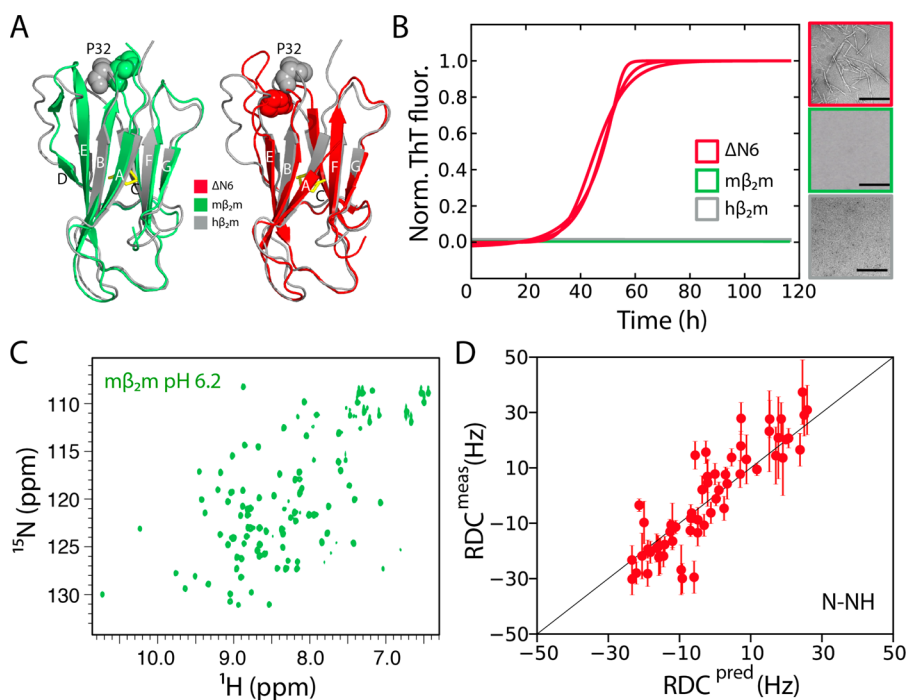 A
P32
P32
E
B
D
A
F
G
C
E
B
A
F
G
C
ΔN6
mβ₂m
hβ₂m
B
Norm. ThT fluor.
1.0
0.8
0.6
0.4
0.2
0.0
ΔN6
mβ₂m
hβ₂m
0 20 40 60 80 100 120
Time (h)
C
mβ₂m pH 6.2
¹⁵N (ppm)
110
115
120
125
130
10.0 9.0 8.0 7.0
¹H (ppm)
D
RDCᵐᵉᵃˢ(Hz)
50
30
10
−10
−30
−50
N-NH
−50 −30 −10 10 30 50
RDC ᵖʳᵉᵈ (Hz)